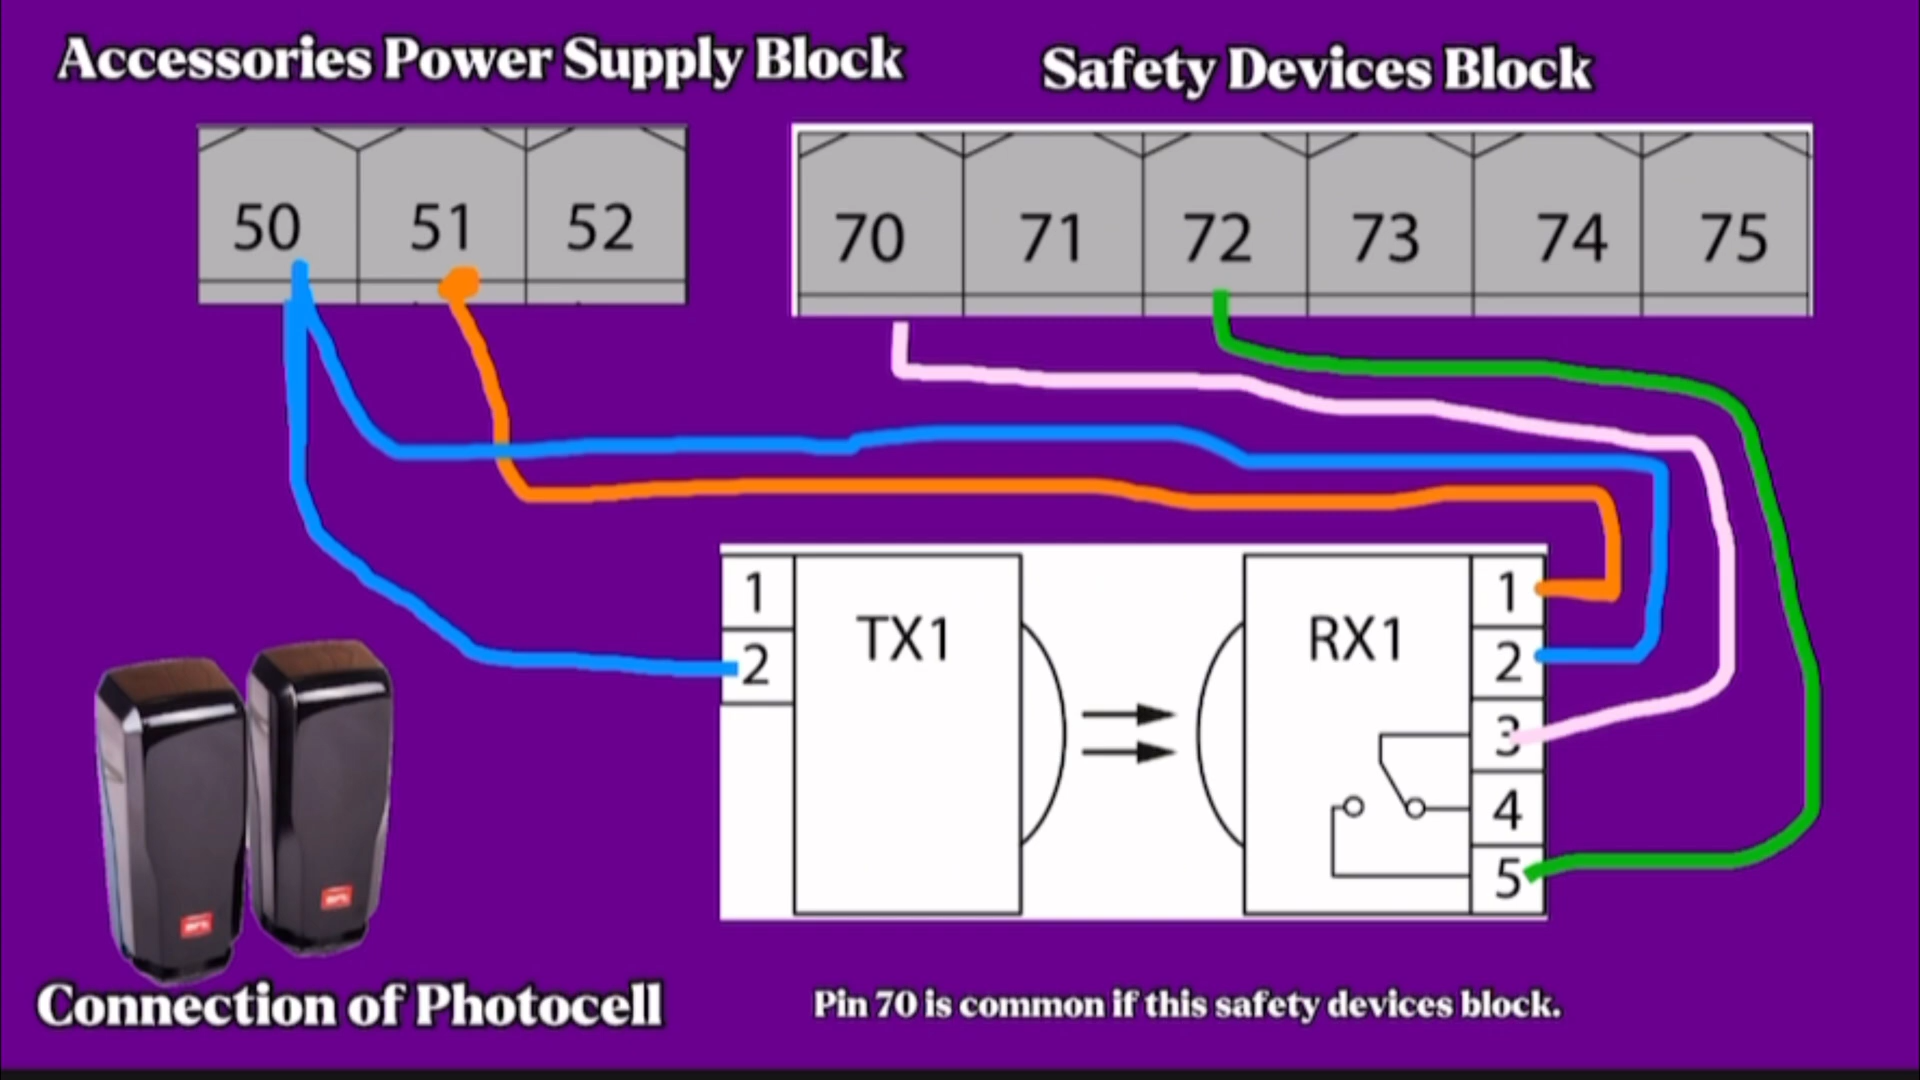 Accessories Power Supply Block
Safety Devices Block
50 51 52
70 71 72 73 74 75
1
2
TX1
RX1
1
2
3
4
5
Connection of Photocell
Pin 70 is common if this safety devices block.